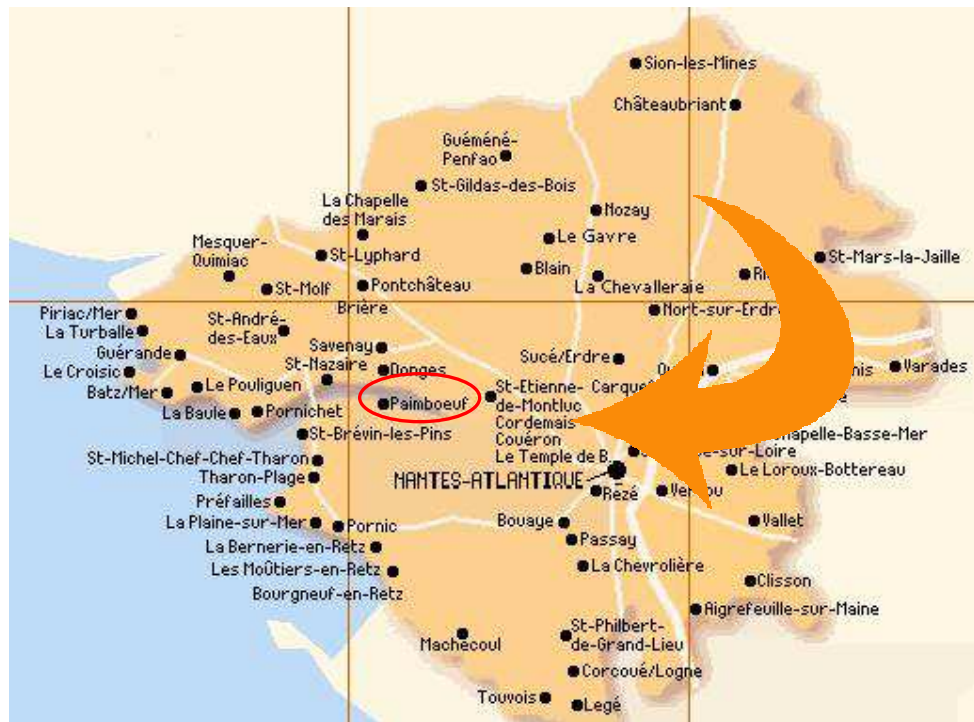 Sion-les-Mines
Châteaubriant
Guéméné-
Penfao
St-Gildas-des-Bois
La Chapelle
des Marais
Nozay
Le Gavre
Mesquer-
Quimiac
St-Lyphard
St-Mars-la-Jaille
Blain
La Chevalleraie
St-Molf
Pontchâteau
Brière
Nort-sur-Erdre
Piriac/Mer
La Turballe
St-André-
des-Eaux
Guérande
Savenay
Sucé/Erdre
Le Croisic
St-Nazaire
Donges
Varades
Batz/Mer
Le Pouliguen
St-Etienne-
de-Montluc
Paimboeuf
La Baule
Pornichet
Cordemais
St-Brévin-les-Pins
Couëron
-Chapelle-Basse-Mer
-sur-Loire
Le Temple de B.
St-Michel-Chef-Chef-Tharon
Le Loroux-Bottereau
Tharon-Plage
NANTES-ATLANTIQUE
Rezé
Préfailles
La Plaine-sur-Mer
Pornic
Bouaye
Vallet
Passay
La Bernerie-en-Retz
La Chevrolière
Les Moûtiers-en-Retz
Clisson
Bourgneuf-en-Retz
Aigrefeuille-sur-Maine
Machecoul
St-Philbert-
de-Grand-Lieu
Corcoué/Logne
Touvois
Legé